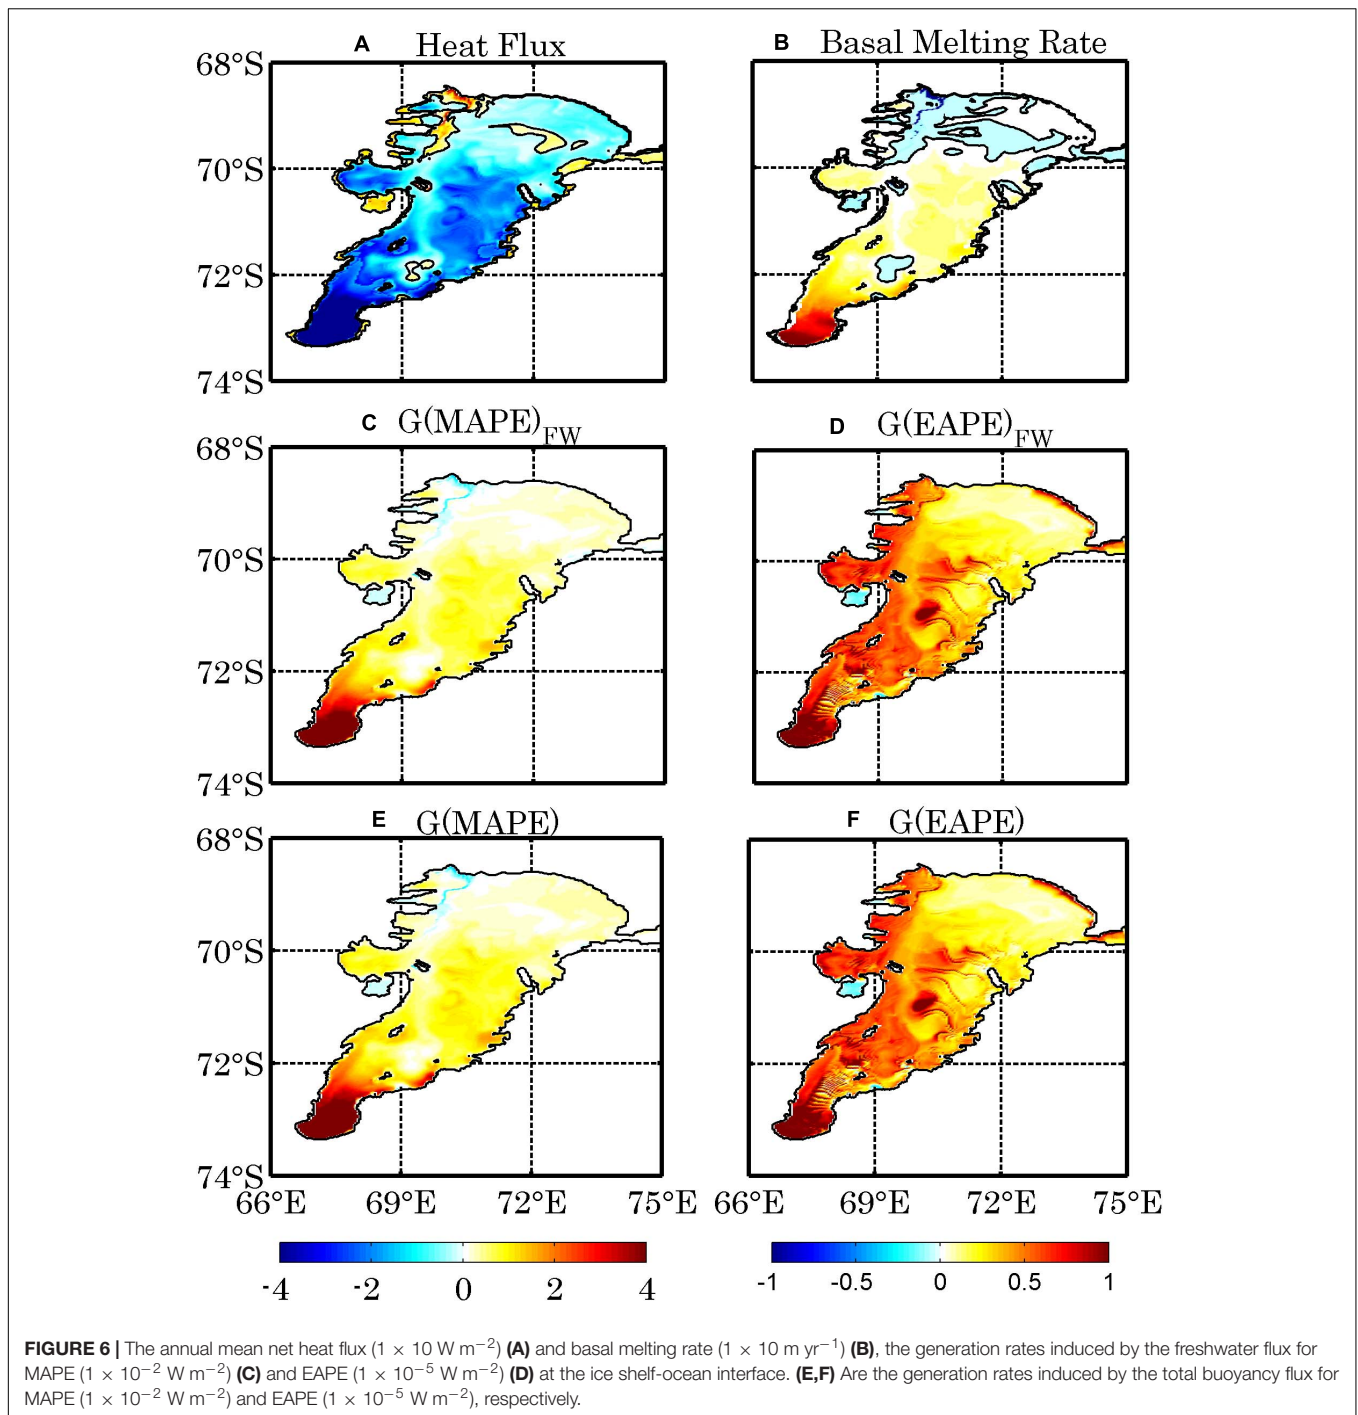 A Heat Flux
B Basal Melting Rate
68°S
70°S
72°S
74°S
C G(MAPE)FW
D G(EAPE)FW
68°S
70°S
72°S
74°S
E G(MAPE)
F G(EAPE)
68°S
70°S
72°S
74°S
66°E 69°E 72°E 75°E 66°E 69°E 72°E 75°E
-4 -2 0 2 4
-1 -0.5 0 0.5 1
FIGURE 6 | The annual mean net heat flux (1 × 10 W m−2) (A) and basal melting rate (1 × 10 m yr−1) (B), the generation rates induced by the freshwater flux for
MAPE (1 × 10−2 W m−2) (C) and EAPE (1 × 10−5 W m−2) (D) at the ice shelf-ocean interface. (E,F) Are the generation rates induced by the total buoyancy flux for
MAPE (1 × 10−2 W m−2) and EAPE (1 × 10−5 W m−2), respectively.